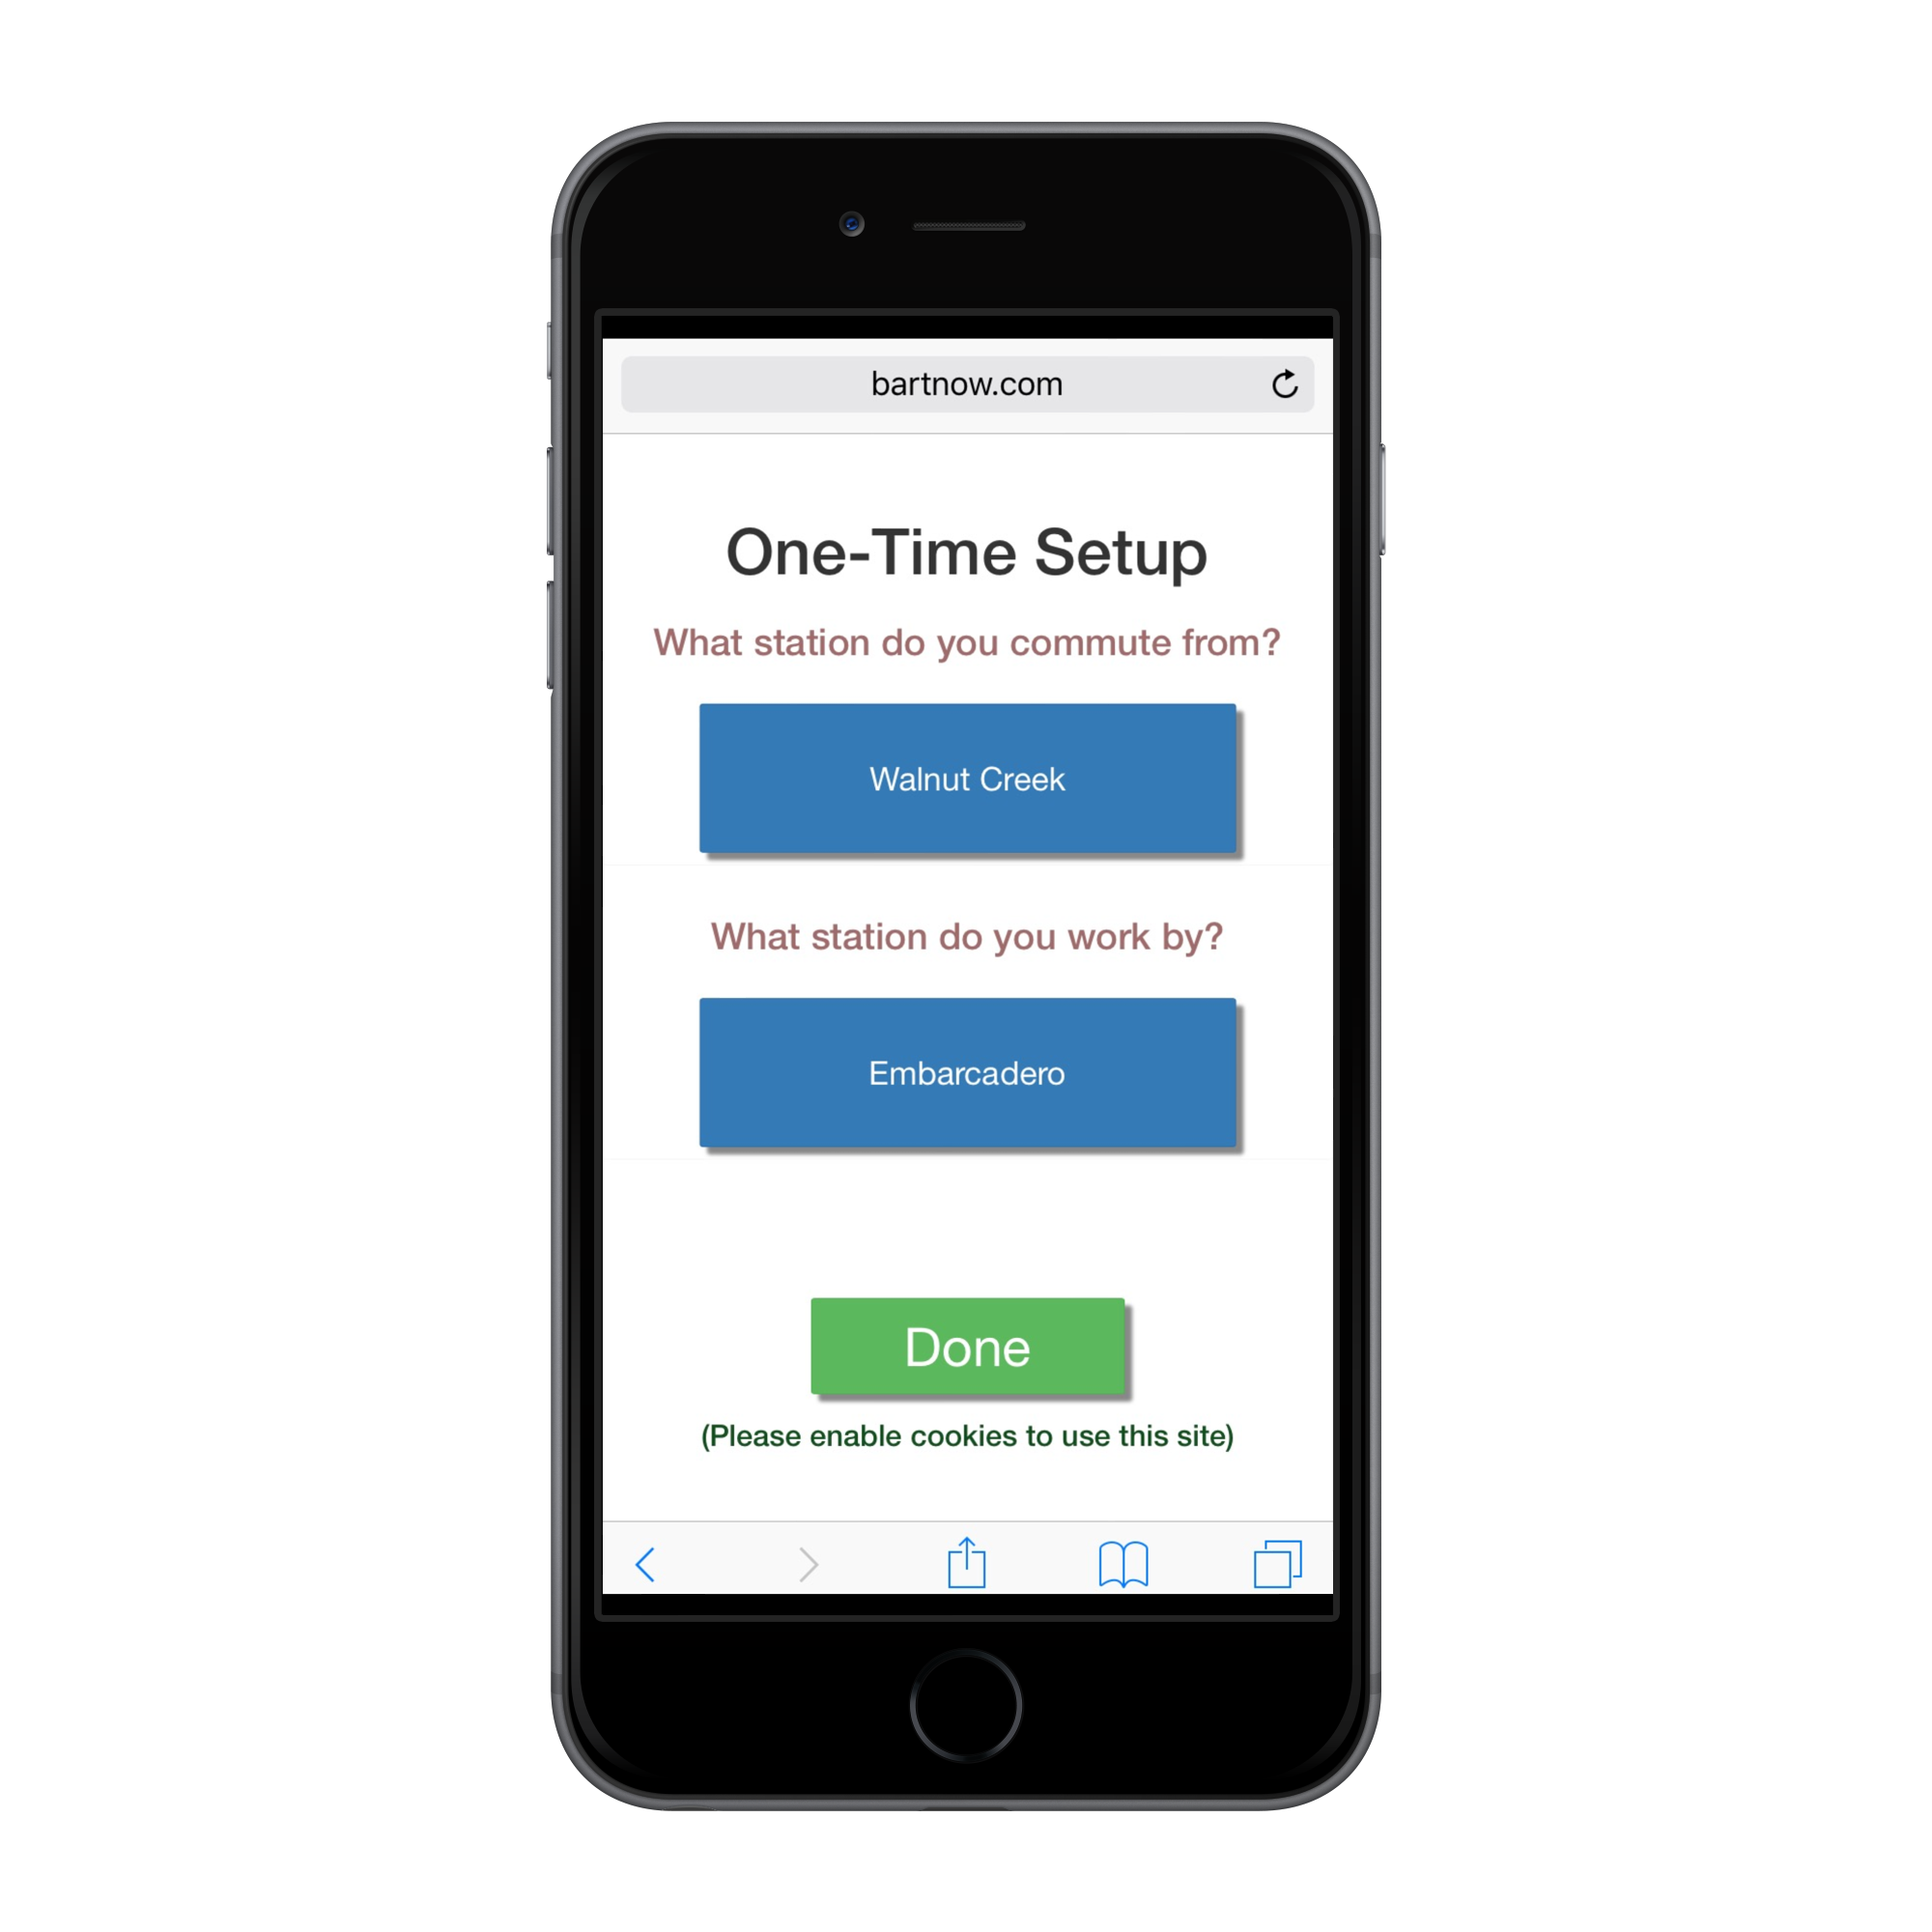 bartnow.com
One-Time Setup
What station do you commute from?
Walnut Creek
What station do you work by?
Embarcadero
Done
(Please enable cookies to use this site)